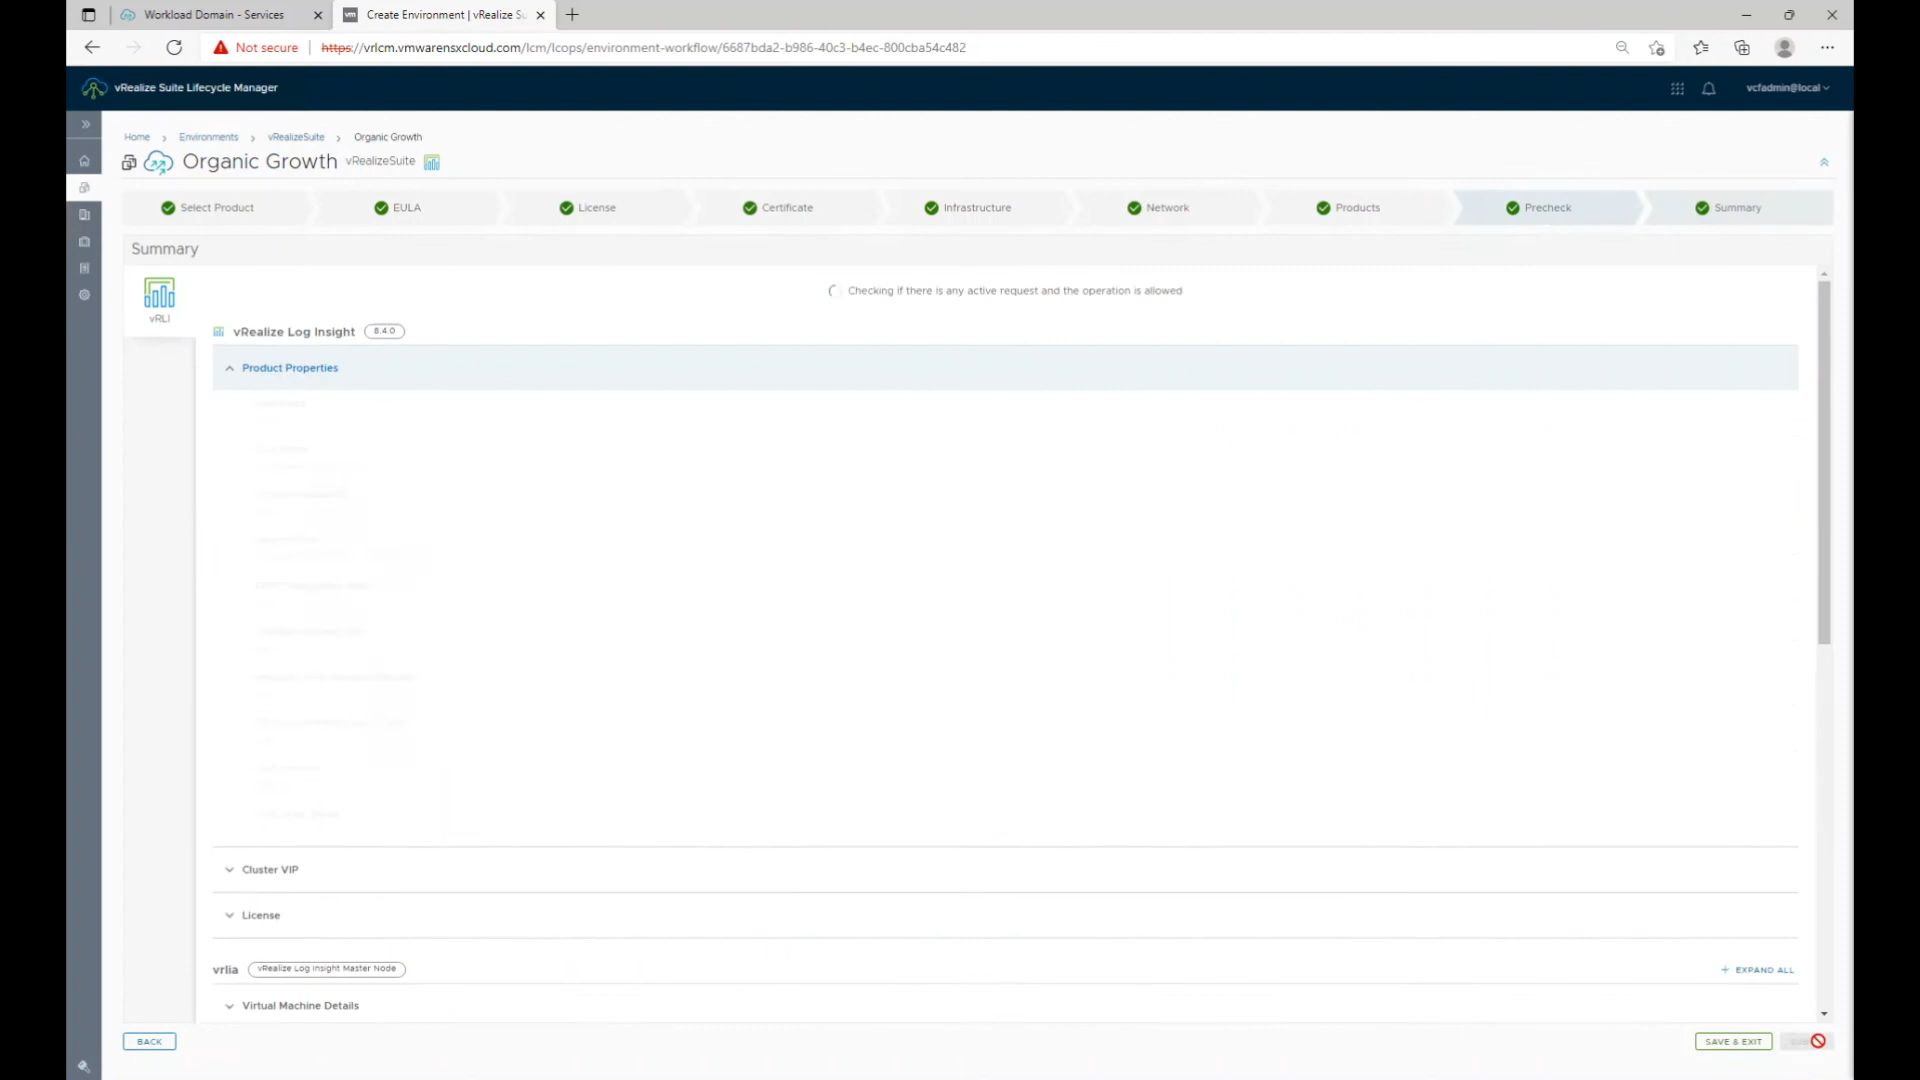 Workload Domain - Services
Create Environment | vRealize Su
Not secure
https://vrlcm.vmwarensxcloud.com/lcm/lcops/environment-workflow/6687bda2-b986-40c3-b4ec-800cba54c482
vRealize Suite Lifecycle Manager
vcfadmin@local
Home > Environments > vRealizeSuite > Organic Growth
Organic Growth vRealizeSuite
Select Product
EULA
License
Certificate
Infrastructure
Network
Products
Precheck
Summary
Summary
vRLI
Checking if there is any active request and the operation is allowed
vRealize Log Insight 8.4.0
Product Properties
Cluster VIP
License
vrlia vRealize Log Insight Master Node
+ EXPAND ALL
Virtual Machine Details
BACK
SAVE & EXIT